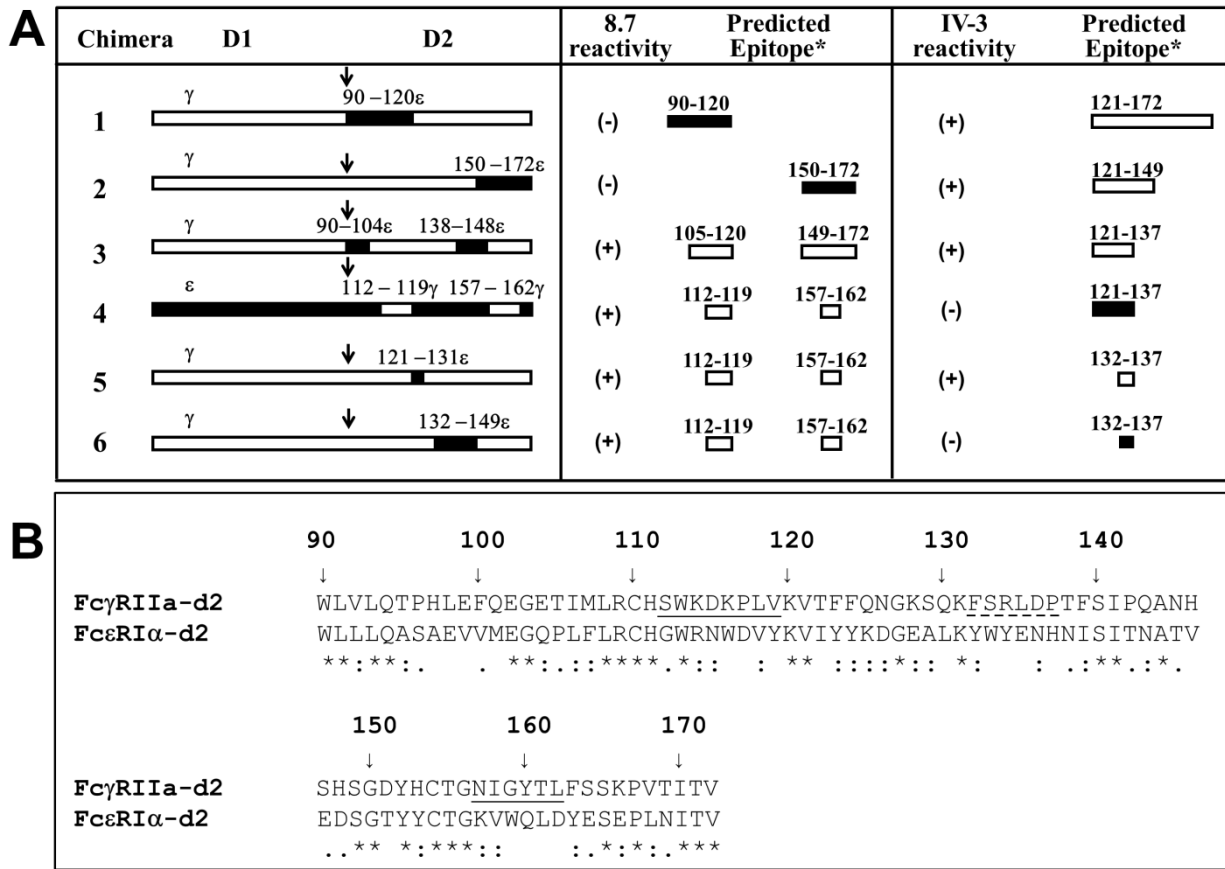 A
Chimera D1 D2 8.7 reactivity Predicted Epitope* IV-3 reactivity Predicted Epitope*
γ 90–120ε
1 (-) 90-120 (+) 121-172
γ 150–172ε
2 (-) 150-172 (+) 121-149
γ 90–104ε 138–148ε
3 (+) 105-120 149-172 (+) 121-137
ε 112–119γ 157–162γ
4 (+) 112-119 157-162 (-) 121-137
γ 121–131ε
5 (+) 112-119 157-162 (+) 132-137
γ 132–149ε
6 (+) 112-119 157-162 (-) 132-137
B
90 100 110 120 130 140
↓ ↓ ↓ ↓ ↓ ↓
FcγRIIa-d2 WLVLQTPHLEFQEGETIMLRCHSWKDKPLVKVTFFQNGKSQKFSRLDPTFSIPQANH
FcεRIα-d2 WLLLQASAEVVMEGQPLFLRCHGWRNWDVYKVIYYKDGEALKYWYENHNISITNATV
**:**. . **:.::****:**: : **:::::**:.:* : :.**:.*.
150 160 170
↓ ↓ ↓
FcγRIIa-d2 SHSGDYHCTGNIGYTLFSSKPVTITV
FcεRIα-d2 EDSGTYYCTGKVWQLDYESEPLNITV
..** *:***:: :.*:*:.***